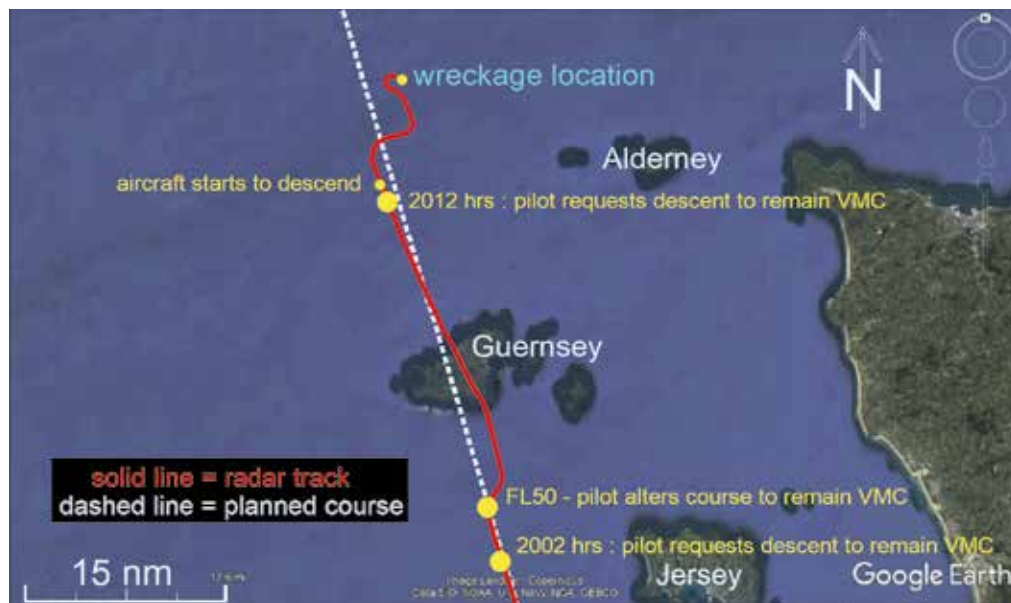 wreckage location
N
Alderney
aircraft starts to descend
2012 hrs : pilot requests descent to remain VMC
Guernsey
solid line = radar track
dashed line = planned course
FL50 - pilot alters course to remain VMC
2002 hrs : pilot requests descent to remain VMC
15 nm
Jersey
Google Earth